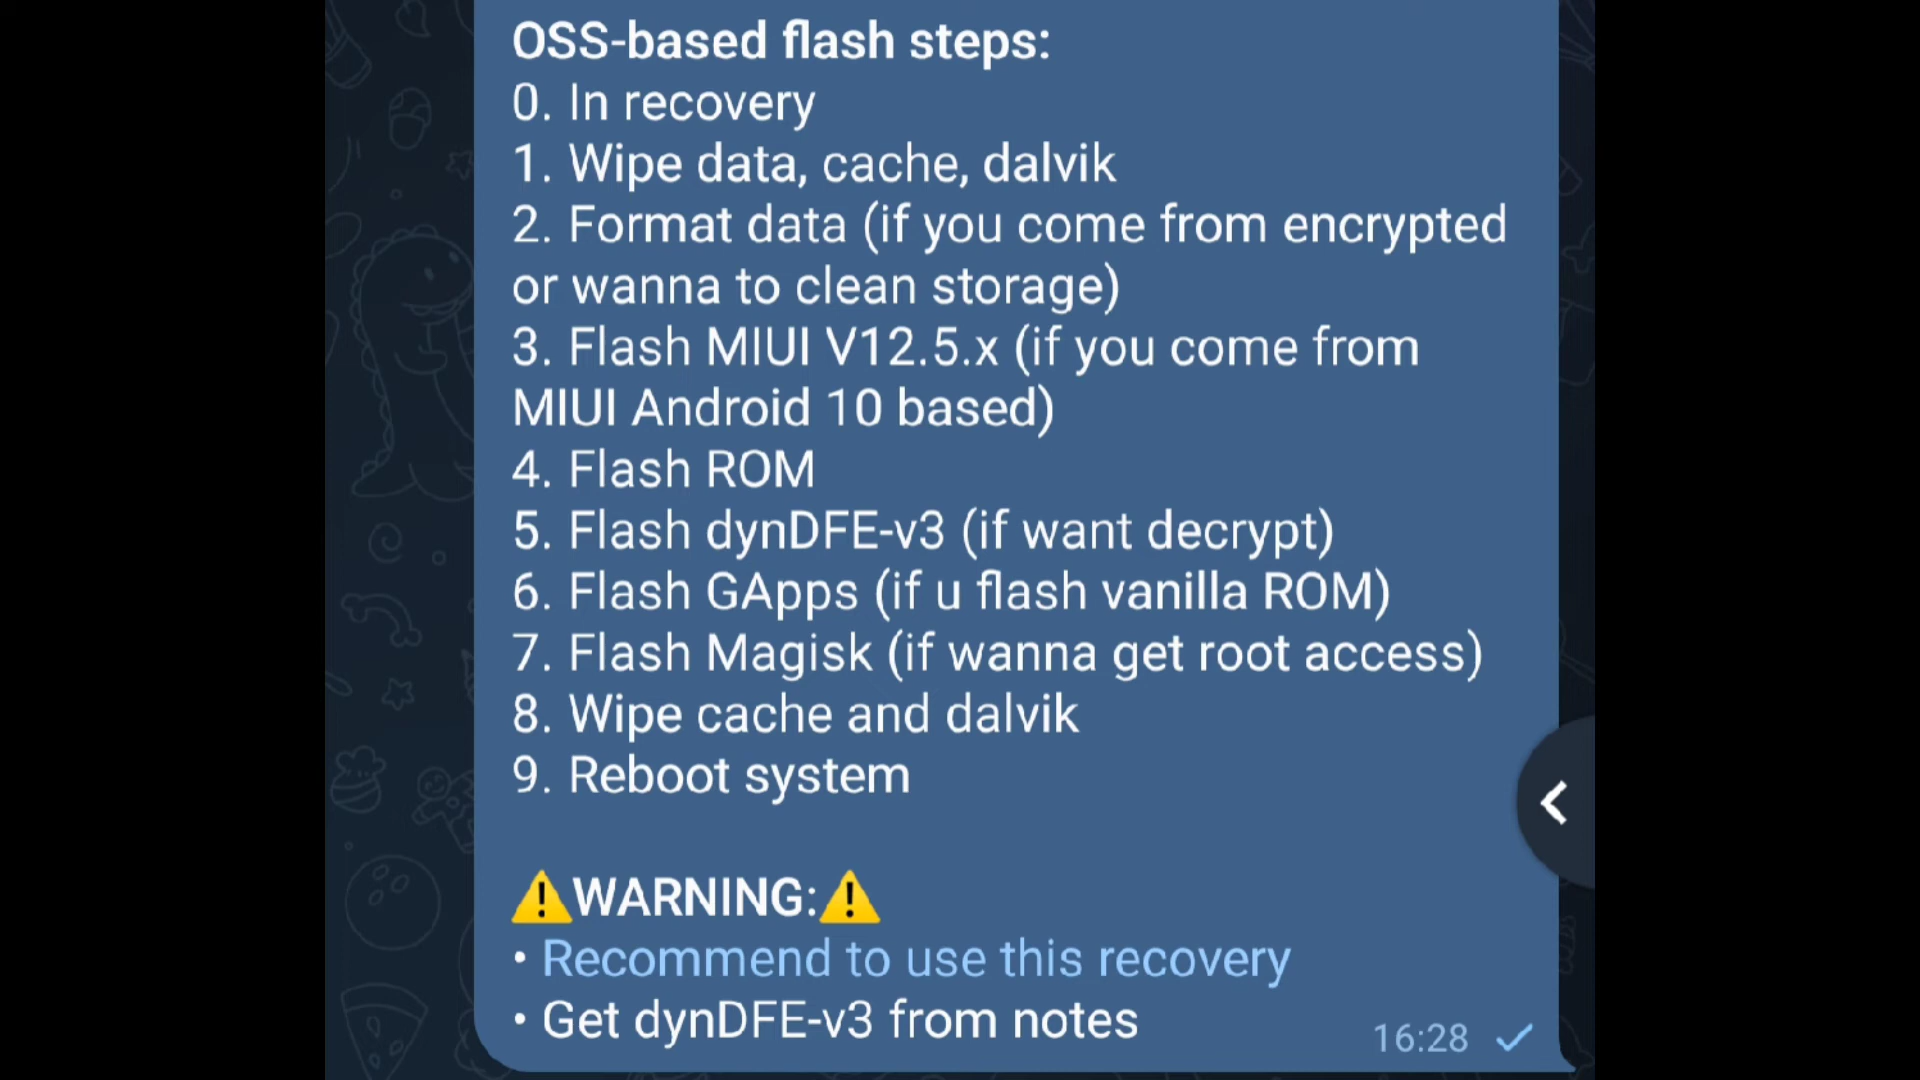 OSS-based flash steps:
0. In recovery
1. Wipe data, cache, dalvik
2. Format data (if you come from encrypted
or wanna to clean storage)
3. Flash MIUI V12.5.x (if you come from
MIUI Android 10 based)
4. Flash ROM
5. Flash dynDFE-v3 (if want decrypt)
6. Flash GApps (if u flash vanilla ROM)
7. Flash Magisk (if wanna get root access)
8. Wipe cache and dalvik
9. Reboot system
⚠️WARNING:⚠️
• Recommend to use this recovery
• Get dynDFE-v3 from notes
16:28